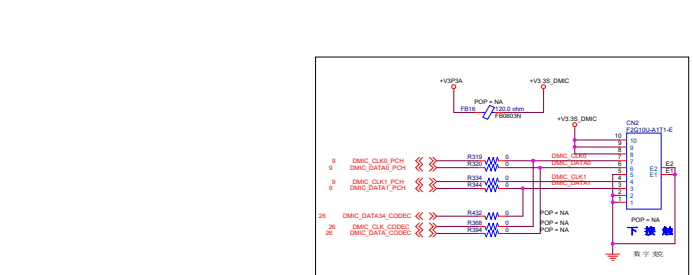 +V3P3A
+V3.3S_DMIC
POP = NA
FB16
120.0 ohm
FB0603N
+V3.3S_DMIC
CN2
F2G10U-A1T1-E
10
9
8
7
6
5
4
3
2
1
10
9
8
7
6
5
4
3
2
1
E2
E1
E2
E1
9 DMIC_CLK0_PCH R319 0 DMIC_CLK0
9 DMIC_DATA0_PCH R320 0 DMIC_DATA0
9 DMIC_CLK1_PCH R334 0 DMIC_CLK1
9 DMIC_DATA1_PCH R344 0 DMIC_DATA1
26 DMIC_DATA34_CODEC R432 0 POP = NA
26 DMIC_CLK_CODEC R368 0 POP = NA
26 DMIC_DATA_CODEC R394 0 POP = NA
POP = NA
下 接 触
数 字